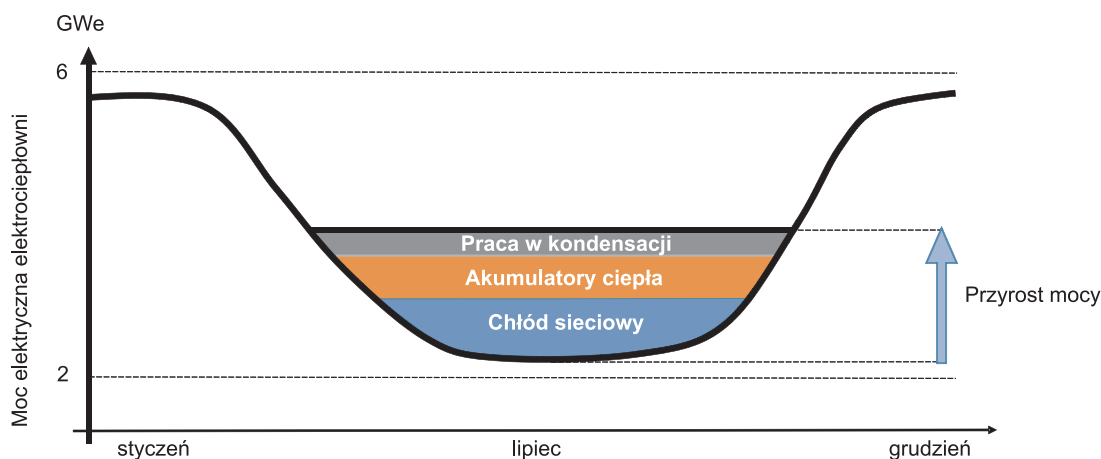 GWe
6
Moc elektryczna elektrociepłowni
Praca w kondensacji
Akumulatory ciepła
Chłód sieciowy
Przyrost mocy
2
styczeń
lipiec
grudzień